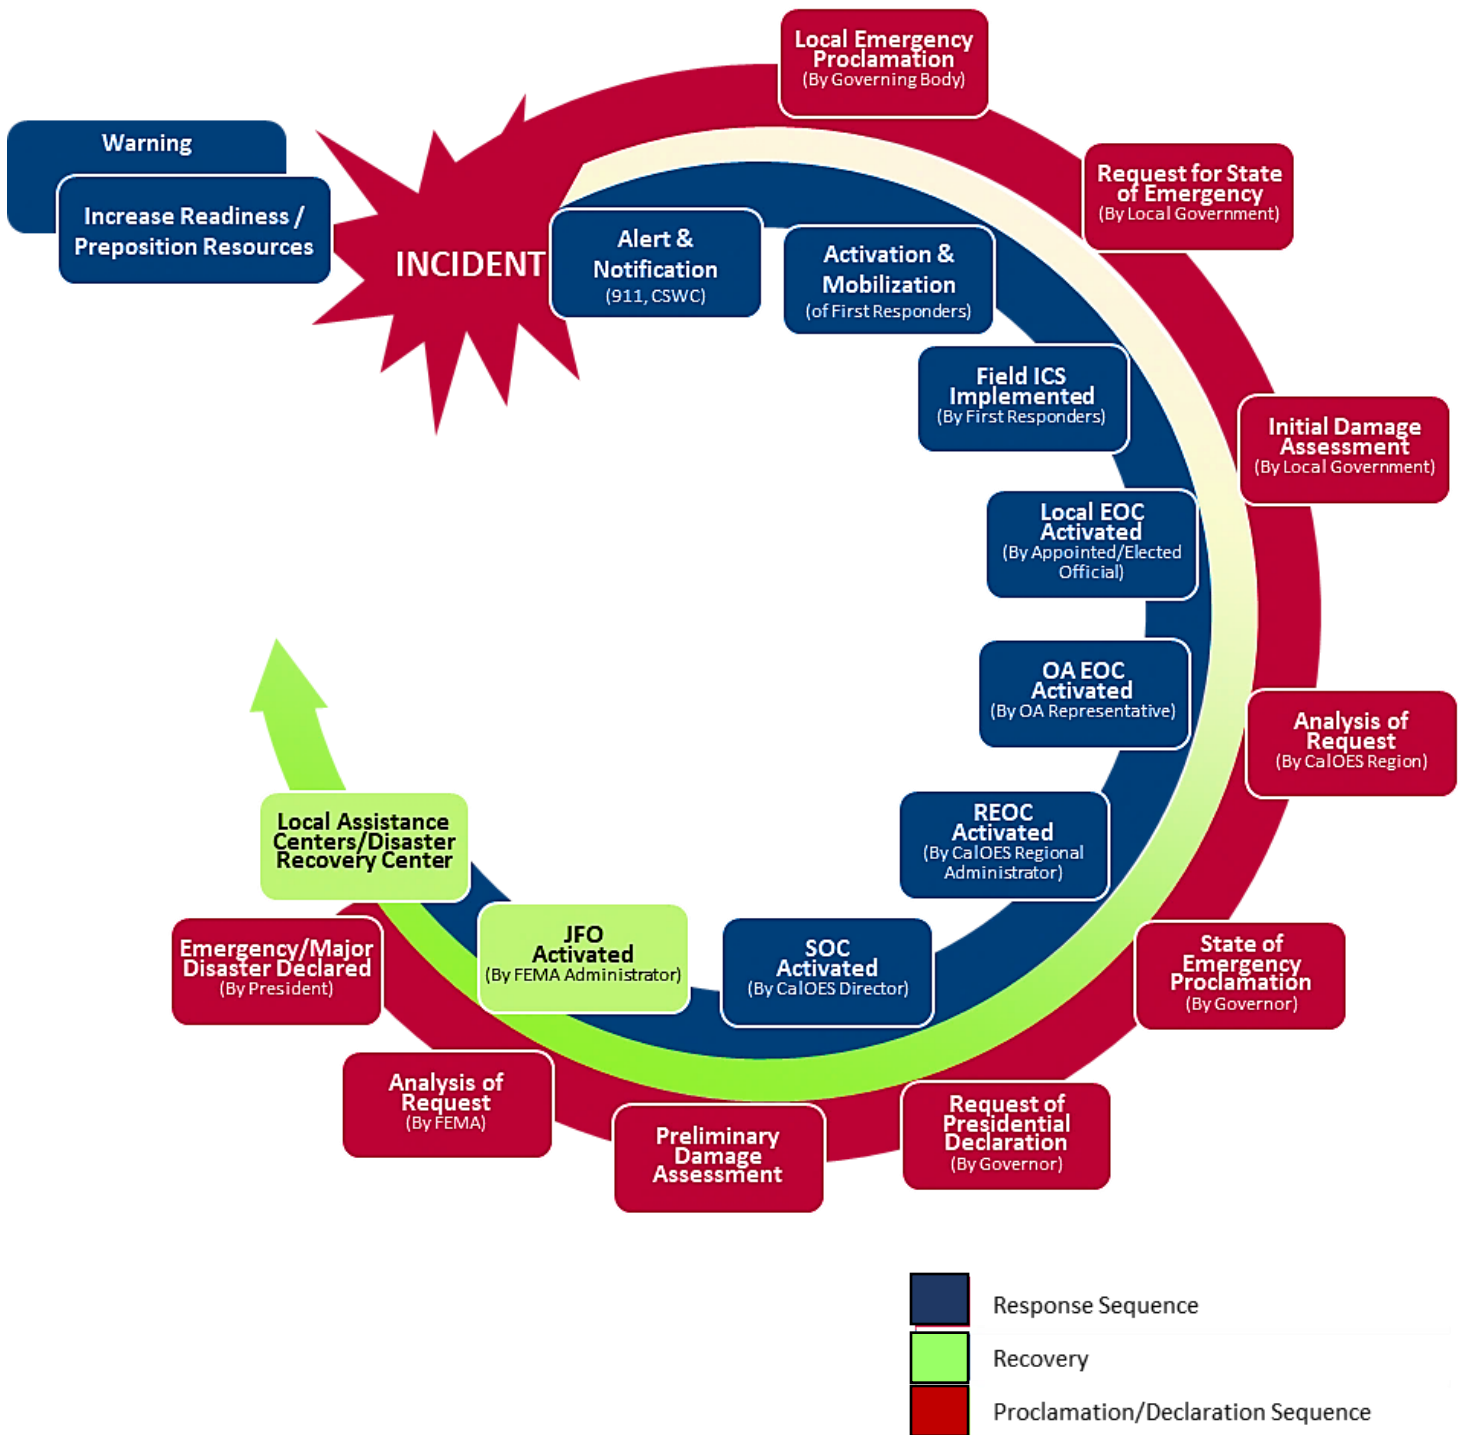 Warning
Increase Readiness /
Preposition Resources
INCIDENT
Alert &
Notification
(911, CSWC)
Activation &
Mobilization
(of First Responders)
Field ICS
Implemented
(By First Responders)
Local EOC
Activated
(By Appointed/Elected
Official)
OA EOC
Activated
(By OA Representative)
REOC
Activated
(By CalOES Regional
Administrator)
SOC
Activated
(By CalOES Director)
JFO
Activated
(By FEMA Administrator)
Local Assistance
Centers/Disaster
Recovery Center
Local Emergency
Proclamation
(By Governing Body)
Request for State
of Emergency
(By Local Government)
Initial Damage
Assessment
(By Local Government)
Analysis of
Request
(By CalOES Region)
State of
Emergency
Proclamation
(By Governor)
Request of
Presidential
Declaration
(By Governor)
Preliminary
Damage
Assessment
Analysis of
Request
(By FEMA)
Emergency/Major
Disaster Declared
(By President)
Response Sequence
Recovery
Proclamation/Declaration Sequence